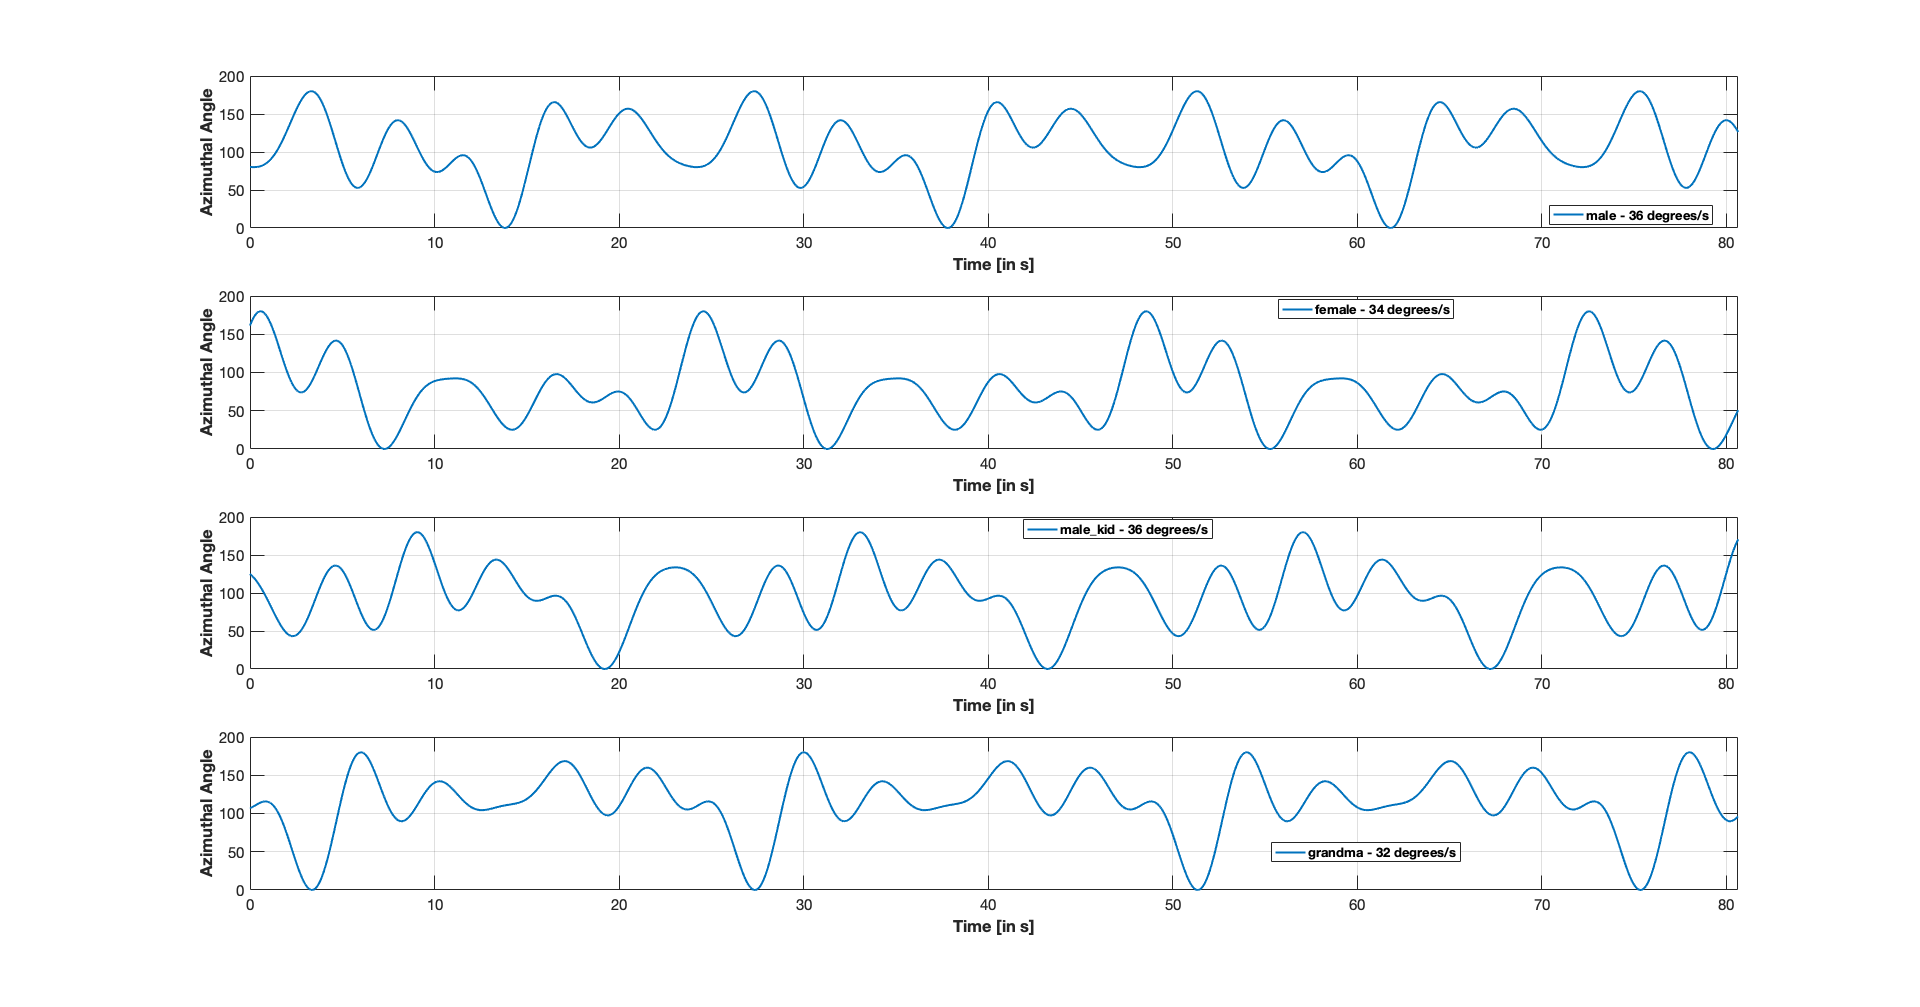 200
150
100
50
0
Azimuthal Angle
male - 36 degrees/s
0 10 20 30 40 50 60 70 80
Time [in s]
200
150
100
50
0
Azimuthal Angle
female - 34 degrees/s
0 10 20 30 40 50 60 70 80
Time [in s]
200
150
100
50
0
Azimuthal Angle
male_kid - 36 degrees/s
0 10 20 30 40 50 60 70 80
Time [in s]
200
150
100
50
0
Azimuthal Angle
grandma - 32 degrees/s
0 10 20 30 40 50 60 70 80
Time [in s]